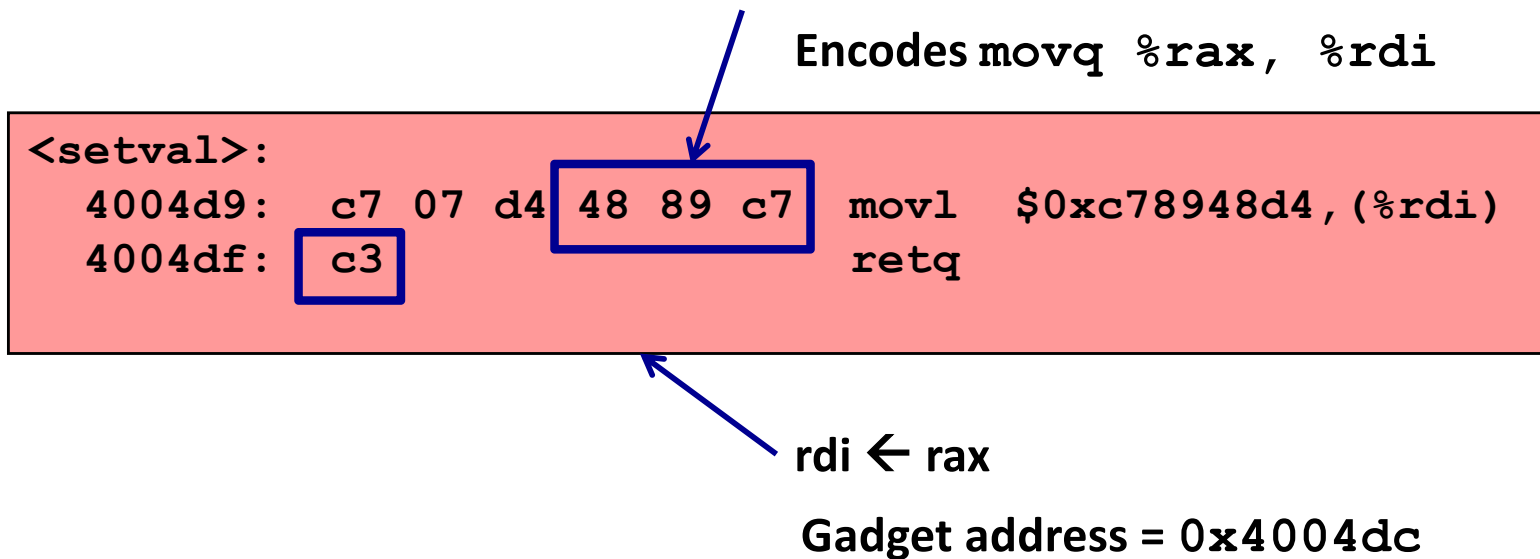 Encodes movq %rax, %rdi
<setval>:
4004d9: c7 07 d4 48 89 c7 movl $0xc78948d4,(%rdi)
4004df: c3 retq
rdi ← rax
Gadget address = 0x4004dc